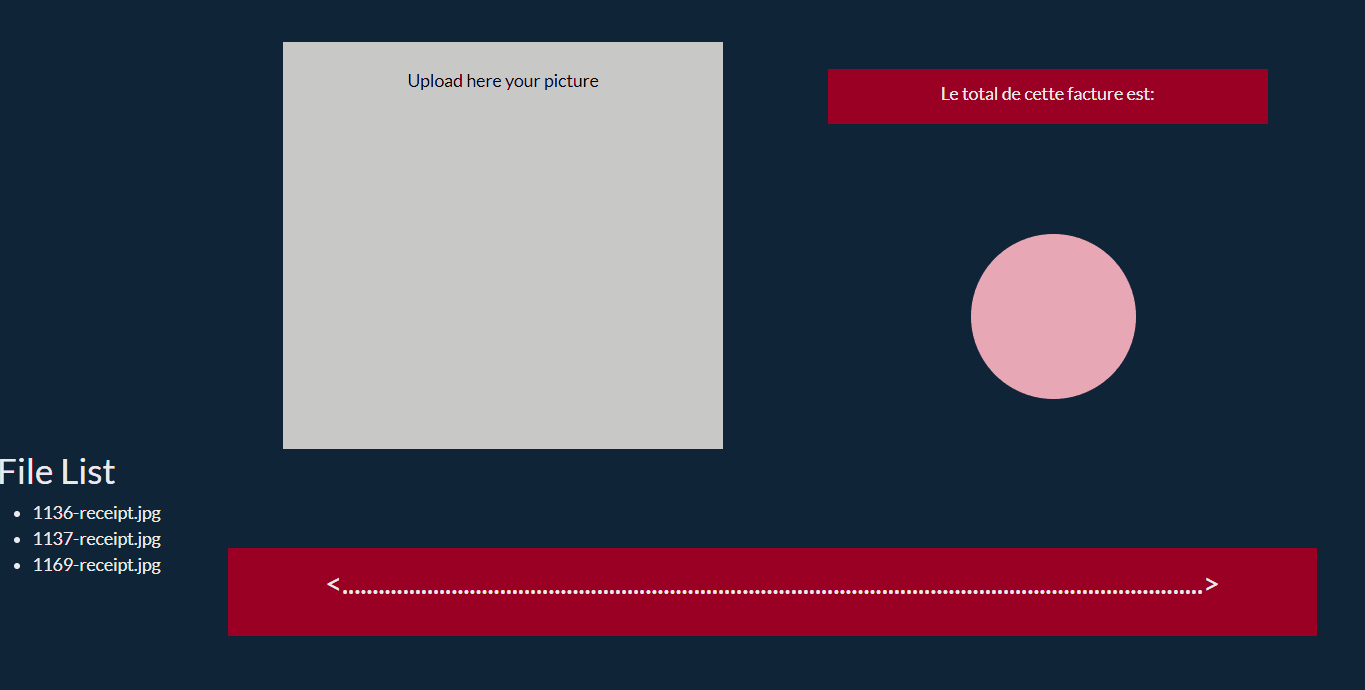 Upload here your picture
Le total de cette facture est:
File List
1136-receipt.jpg
1137-receipt.jpg
1169-receipt.jpg
<................................................................................................................................................>